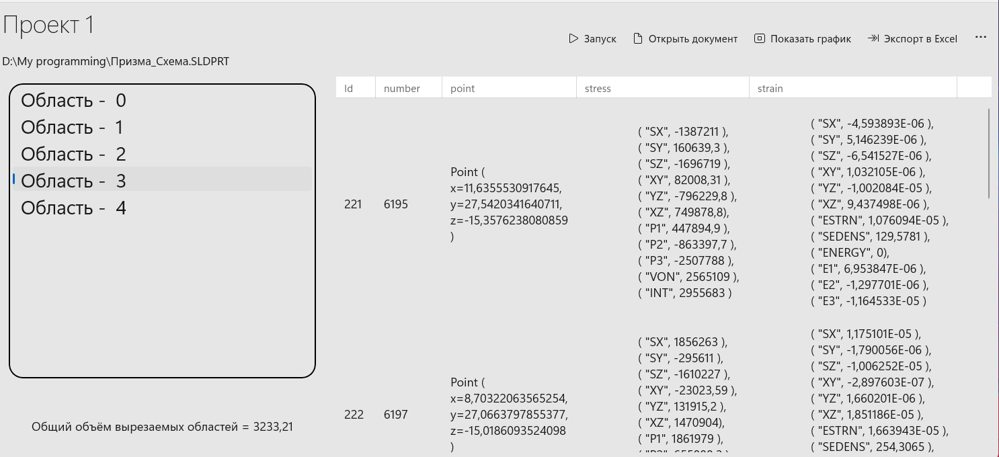 Проект 1
Запуск
Открыть документ
Показать график
Экспорт в Excel
D:\My programming\Призма_Схема.SLDPRT
Область - 0
Область - 1
Область - 2
Область - 3
Область - 4
Общий объём вырезаемых областей = 3233,21
Id number point stress strain
221
6195
Point (
x=11,6355530917645,
y=27,5420341640711,
z=-15,3576238080859
)
( "SX", -1387211 ),
( "SY", 160639,3 ),
( "SZ", -1696719 ),
( "XY", 82008,31 ),
( "YZ", -796229,8 ),
( "XZ", 749878,8),
( "P1", 447894,9 ),
( "P2", -863397,7 ),
( "P3", -2507788 ),
( "VON", 2565109 ),
( "INT", 2955683 )
( "SX", -4,593893E-06 ),
( "SY", 5,146239E-06 ),
( "SZ", -6,541527E-06 ),
( "XY", 1,032105E-06 ),
( "YZ", -1,002084E-05 ),
( "XZ", 9,437498E-06 ),
( "ESTRN", 1,076094E-05 ),
( "SEDENS", 129,5781 ),
( "ENERGY", 0),
( "E1", 6,953847E-06 ),
( "E2", -1,297701E-06 ),
( "E3", -1,164533E-05 )
222
6197
Point (
x=8,70322063565254,
y=27,0663797855377,
z=-15,0186093524098
)
( "SX", 1856263 ),
( "SY", -295611 ),
( "SZ", -1610227 ),
( "XY", -23023,59 ),
( "YZ", 131915,2 ),
( "XZ", 1470904),
( "P1", 1861979 ),
( "SX", 1,175101E-05 ),
( "SY", -1,790056E-06 ),
( "SZ", -1,006252E-05 ),
( "XY", -2,897603E-07 ),
( "YZ", 1,660201E-06 ),
( "XZ", 1,851186E-05 ),
( "ESTRN", 1,663943E-05 ),
( "SEDENS", 254,3065 ),